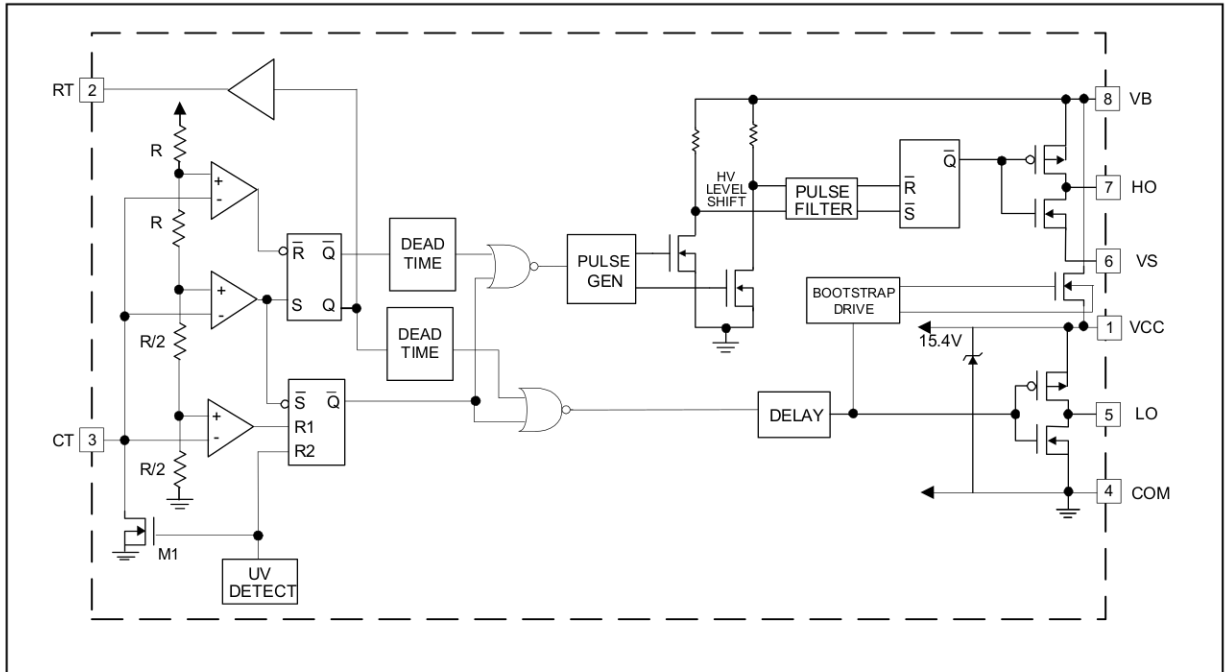 RT 2
8 VB
R
HV
LEVEL
SHIFT
PULSE
FILTER
R̅
S̅
Q̅
7 HO
R
DEAD
TIME
R̅ Q̅
S Q
PULSE
GEN
6 VS
BOOTSTRAP
DRIVE
DEAD
TIME
R/2
15.4V
1 VCC
S̅ Q̅
R1
R2
DELAY
5 LO
CT 3
R/2
4 COM
M1
UV
DETECT
+
-
+
-
+
-